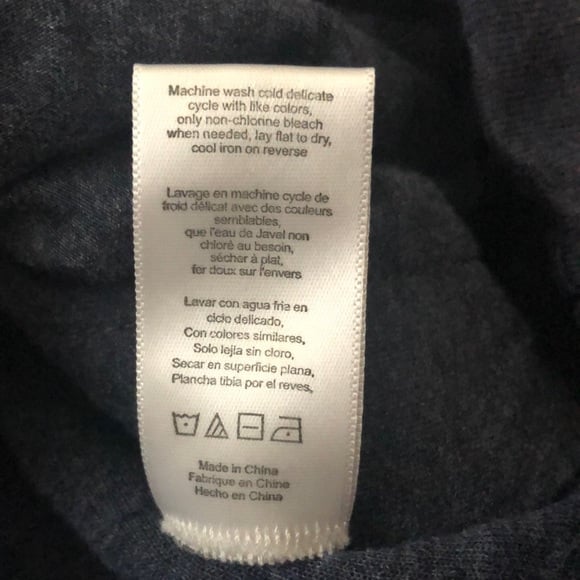 Machine wash cold delicate
cycle with like colors,
only non-chlorine bleach
when needed, lay flat to dry,
cool iron on reverse
Lavage en machine cycle de
froid délicat avec des couleurs
semblables,
que l'eau de Javel non
chloré au besoin,
sécher à plat,
fer doux sur l'envers
Lavar con agua fria en
ciclo delicado,
Con colores similares,
Solo lejía sin cloro,
Secar en superficie plana,
Plancha tibia por el reves,
Made in China
Fabrique en Chine
Hecho en China